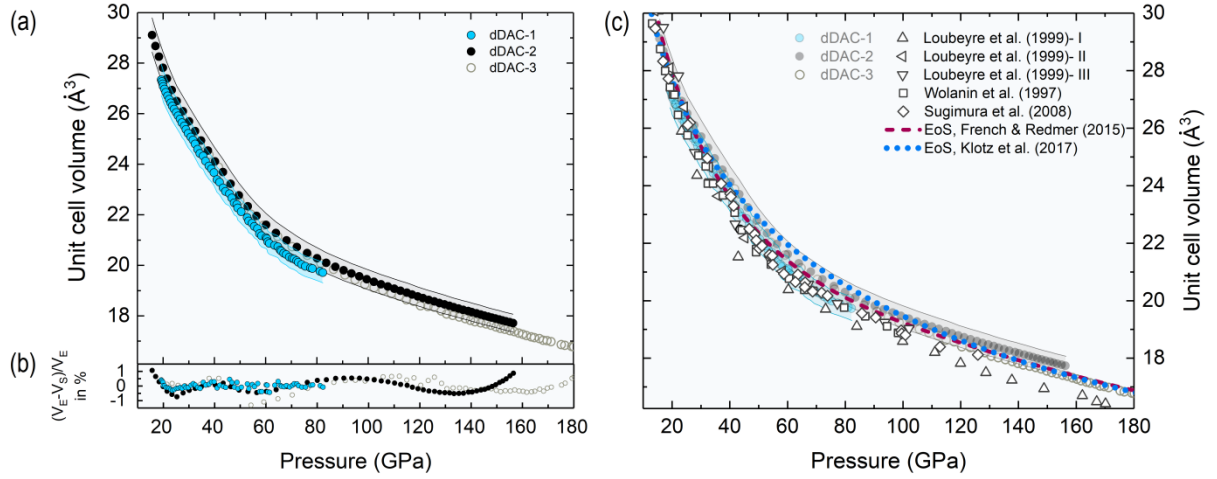 (a)
30
28
26
24
22
20
18
Unit cell volume (Å³)
dDAC-1
dDAC-2
dDAC-3
(b)
1
0
-1
(V_E-V_S)/V_E
in %
20 40 60 80 100 120 140 160 180
Pressure (GPa)
(c)
dDAC-1
dDAC-2
dDAC-3
Loubeyre et al. (1999)- I
Loubeyre et al. (1999)- II
Loubeyre et al. (1999)- III
Wolanin et al. (1997)
Sugimura et al. (2008)
EoS, French & Redmer (2015)
EoS, Klotz et al. (2017)
30
28
26
24
22
20
18
Unit cell volume (Å³)
20 40 60 80 100 120 140 160 180
Pressure (GPa)